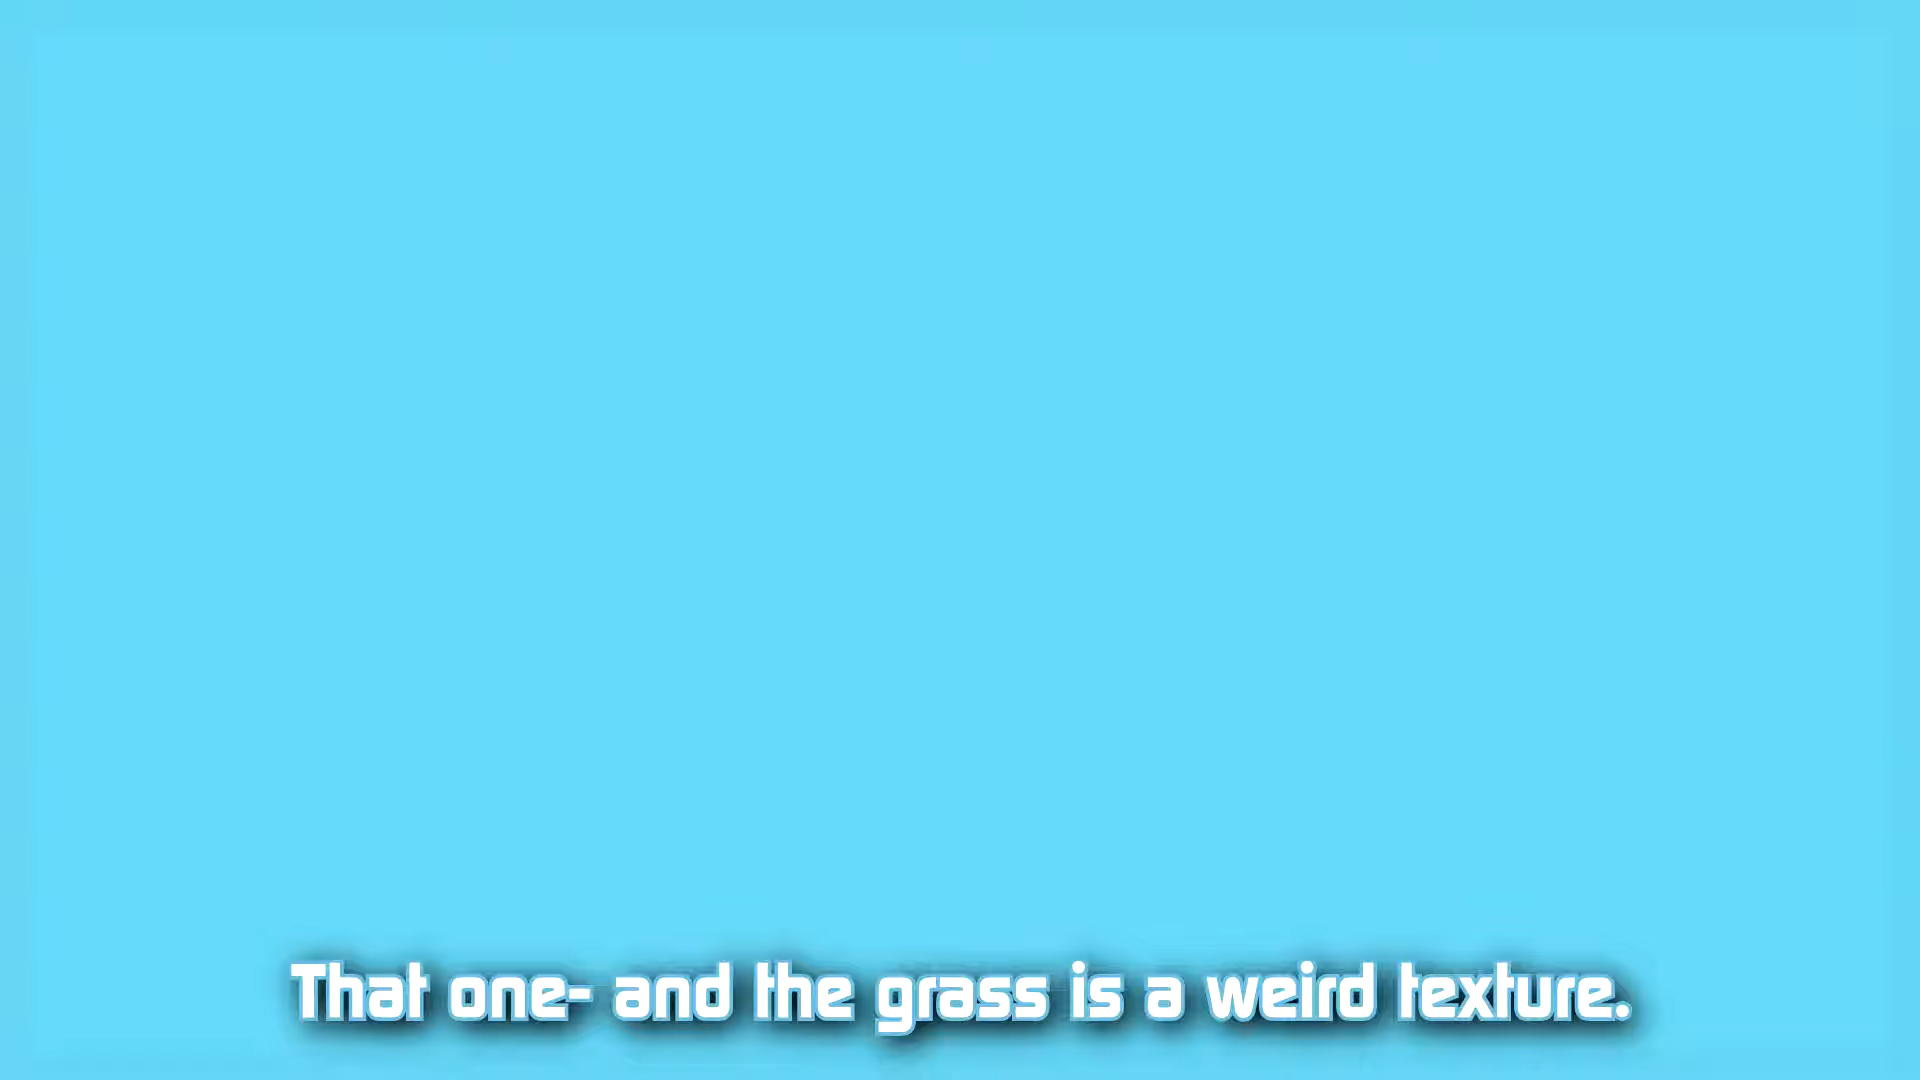 That one- and the grass is a weird texture.